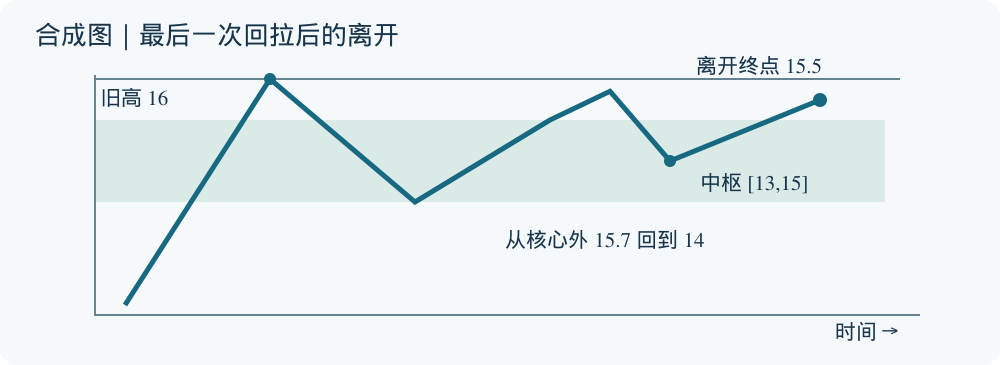 合成图｜最后一次回拉后的离开
离开终点 15.5
旧高 16
中枢 [13,15]
从核心外 15.7 回到 14
时间 →